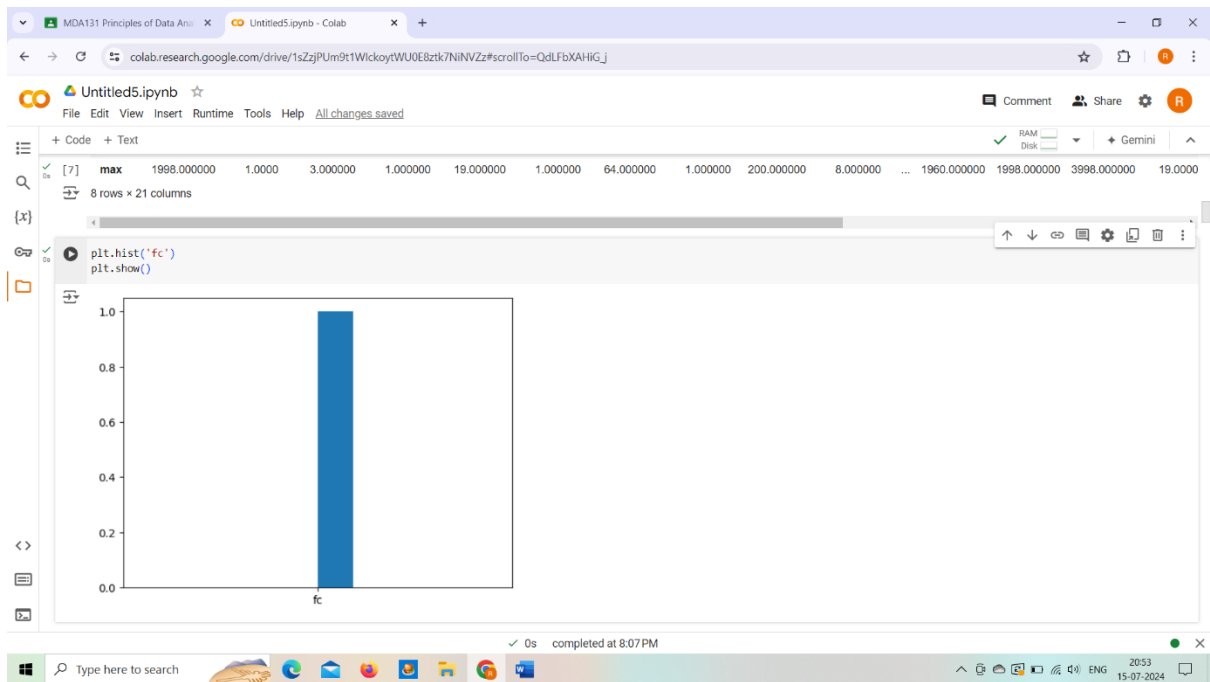 MDA131 Principles of Data Ana
Untitled5.ipynb - Colab
colab.research.google.com/drive/1sZzjPUm9t1WIckoytWU0E8ztk7NiNVZz#scrollTo=QdLFbXAHiG_j
R
CO
Untitled5.ipynb
Comment
Share
R
File Edit View Insert Runtime Tools Help All changes saved
+ Code + Text
RAM
Disk
Gemini
[7] max 1998.000000 1.0000 3.000000 1.000000 19.000000 1.000000 64.000000 1.000000 200.000000 8.000000 ... 1960.000000 1998.000000 3998.000000 19.0000
0s
8 rows × 21 columns
{x}
0s
plt.hist('fc')
plt.show()
1.0
0.8
0.6
0.4
0.2
0.0
fc
0s completed at 8:07 PM
Type here to search
ENG
20:53
15-07-2024